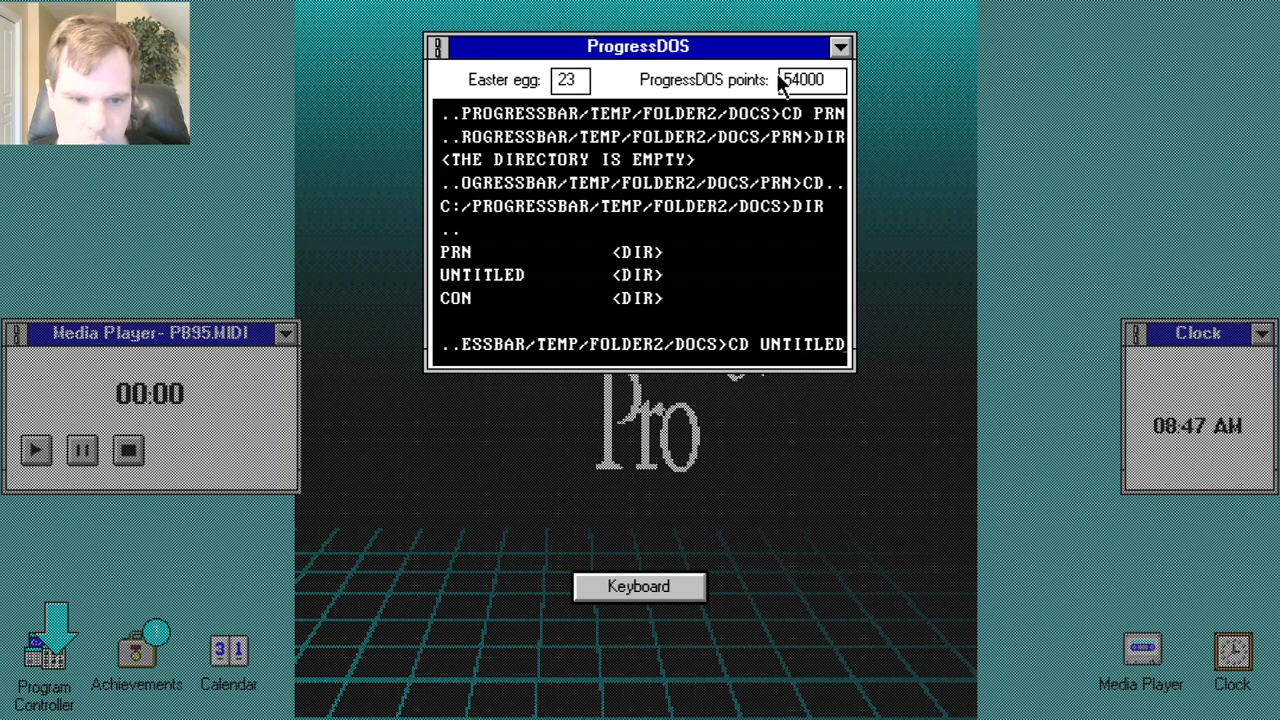 ProgressDOS
Easter egg: 23 ProgressDOS points: 54000
..PROGRESSBAR/TEMP/FOLDER2/DOCS>CD PRN
..ROGRESSBAR/TEMP/FOLDER2/DOCS/PRN>DIR
<THE DIRECTORY IS EMPTY>
..OGRESSBAR/TEMP/FOLDER2/DOCS/PRN>CD..
C:/PROGRESSBAR/TEMP/FOLDER2/DOCS>DIR
..
PRN <DIR>
UNTITLED <DIR>
CON <DIR>
..ESSBAR/TEMP/FOLDER2/DOCS>CD UNTITLED_
Media Player- PB95.MIDI
00:00
Clock
08:47 AM
Pro
Keyboard
Program
Controller
Achievements
31
Calendar
Media Player
Clock